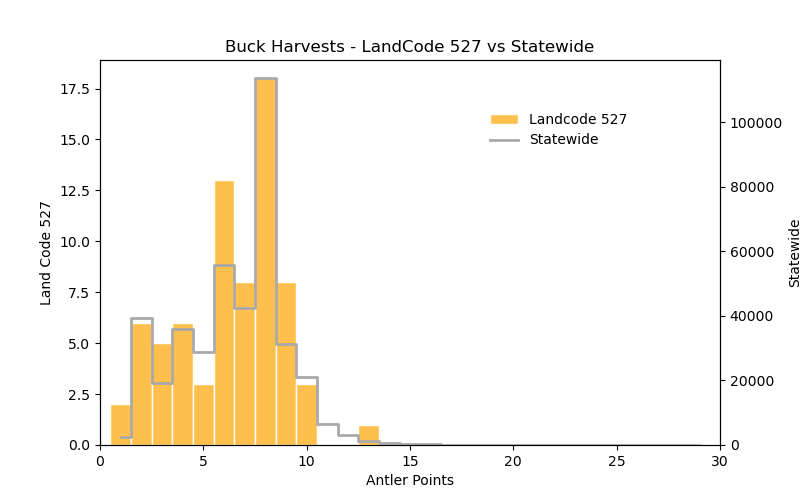 Buck Harvests - LandCode 527 vs Statewide
17.5
15.0
12.5
10.0
7.5
5.0
2.5
0.0
Land Code 527
Landcode 527
Statewide
100000
80000
60000
40000
20000
0
Statewide
0 5 10 15 20 25 30
Antler Points